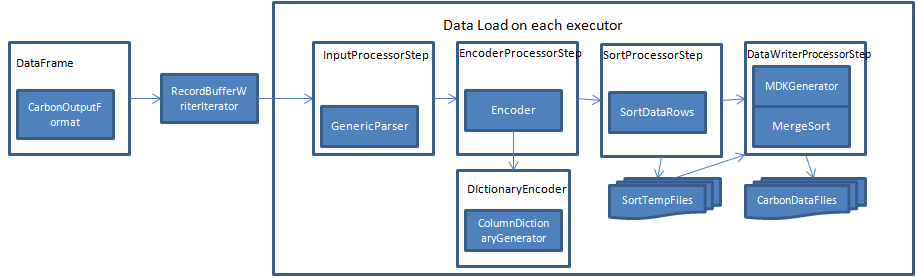 Data Load on each executor
DataFrame
CarbonOutputF
ormat
RecordBufferW
riterIterator
InputProcessorStep
GenericParser
EncoderProcessorStep
Encoder
DIctionaryEncoder
ColumnDiction
aryGenerator
SortProcessorStep
SortDataRows
SortTempFiles
DataWriterProcessorStep
MDKGenerator
MergeSort
CarbonDataFIles